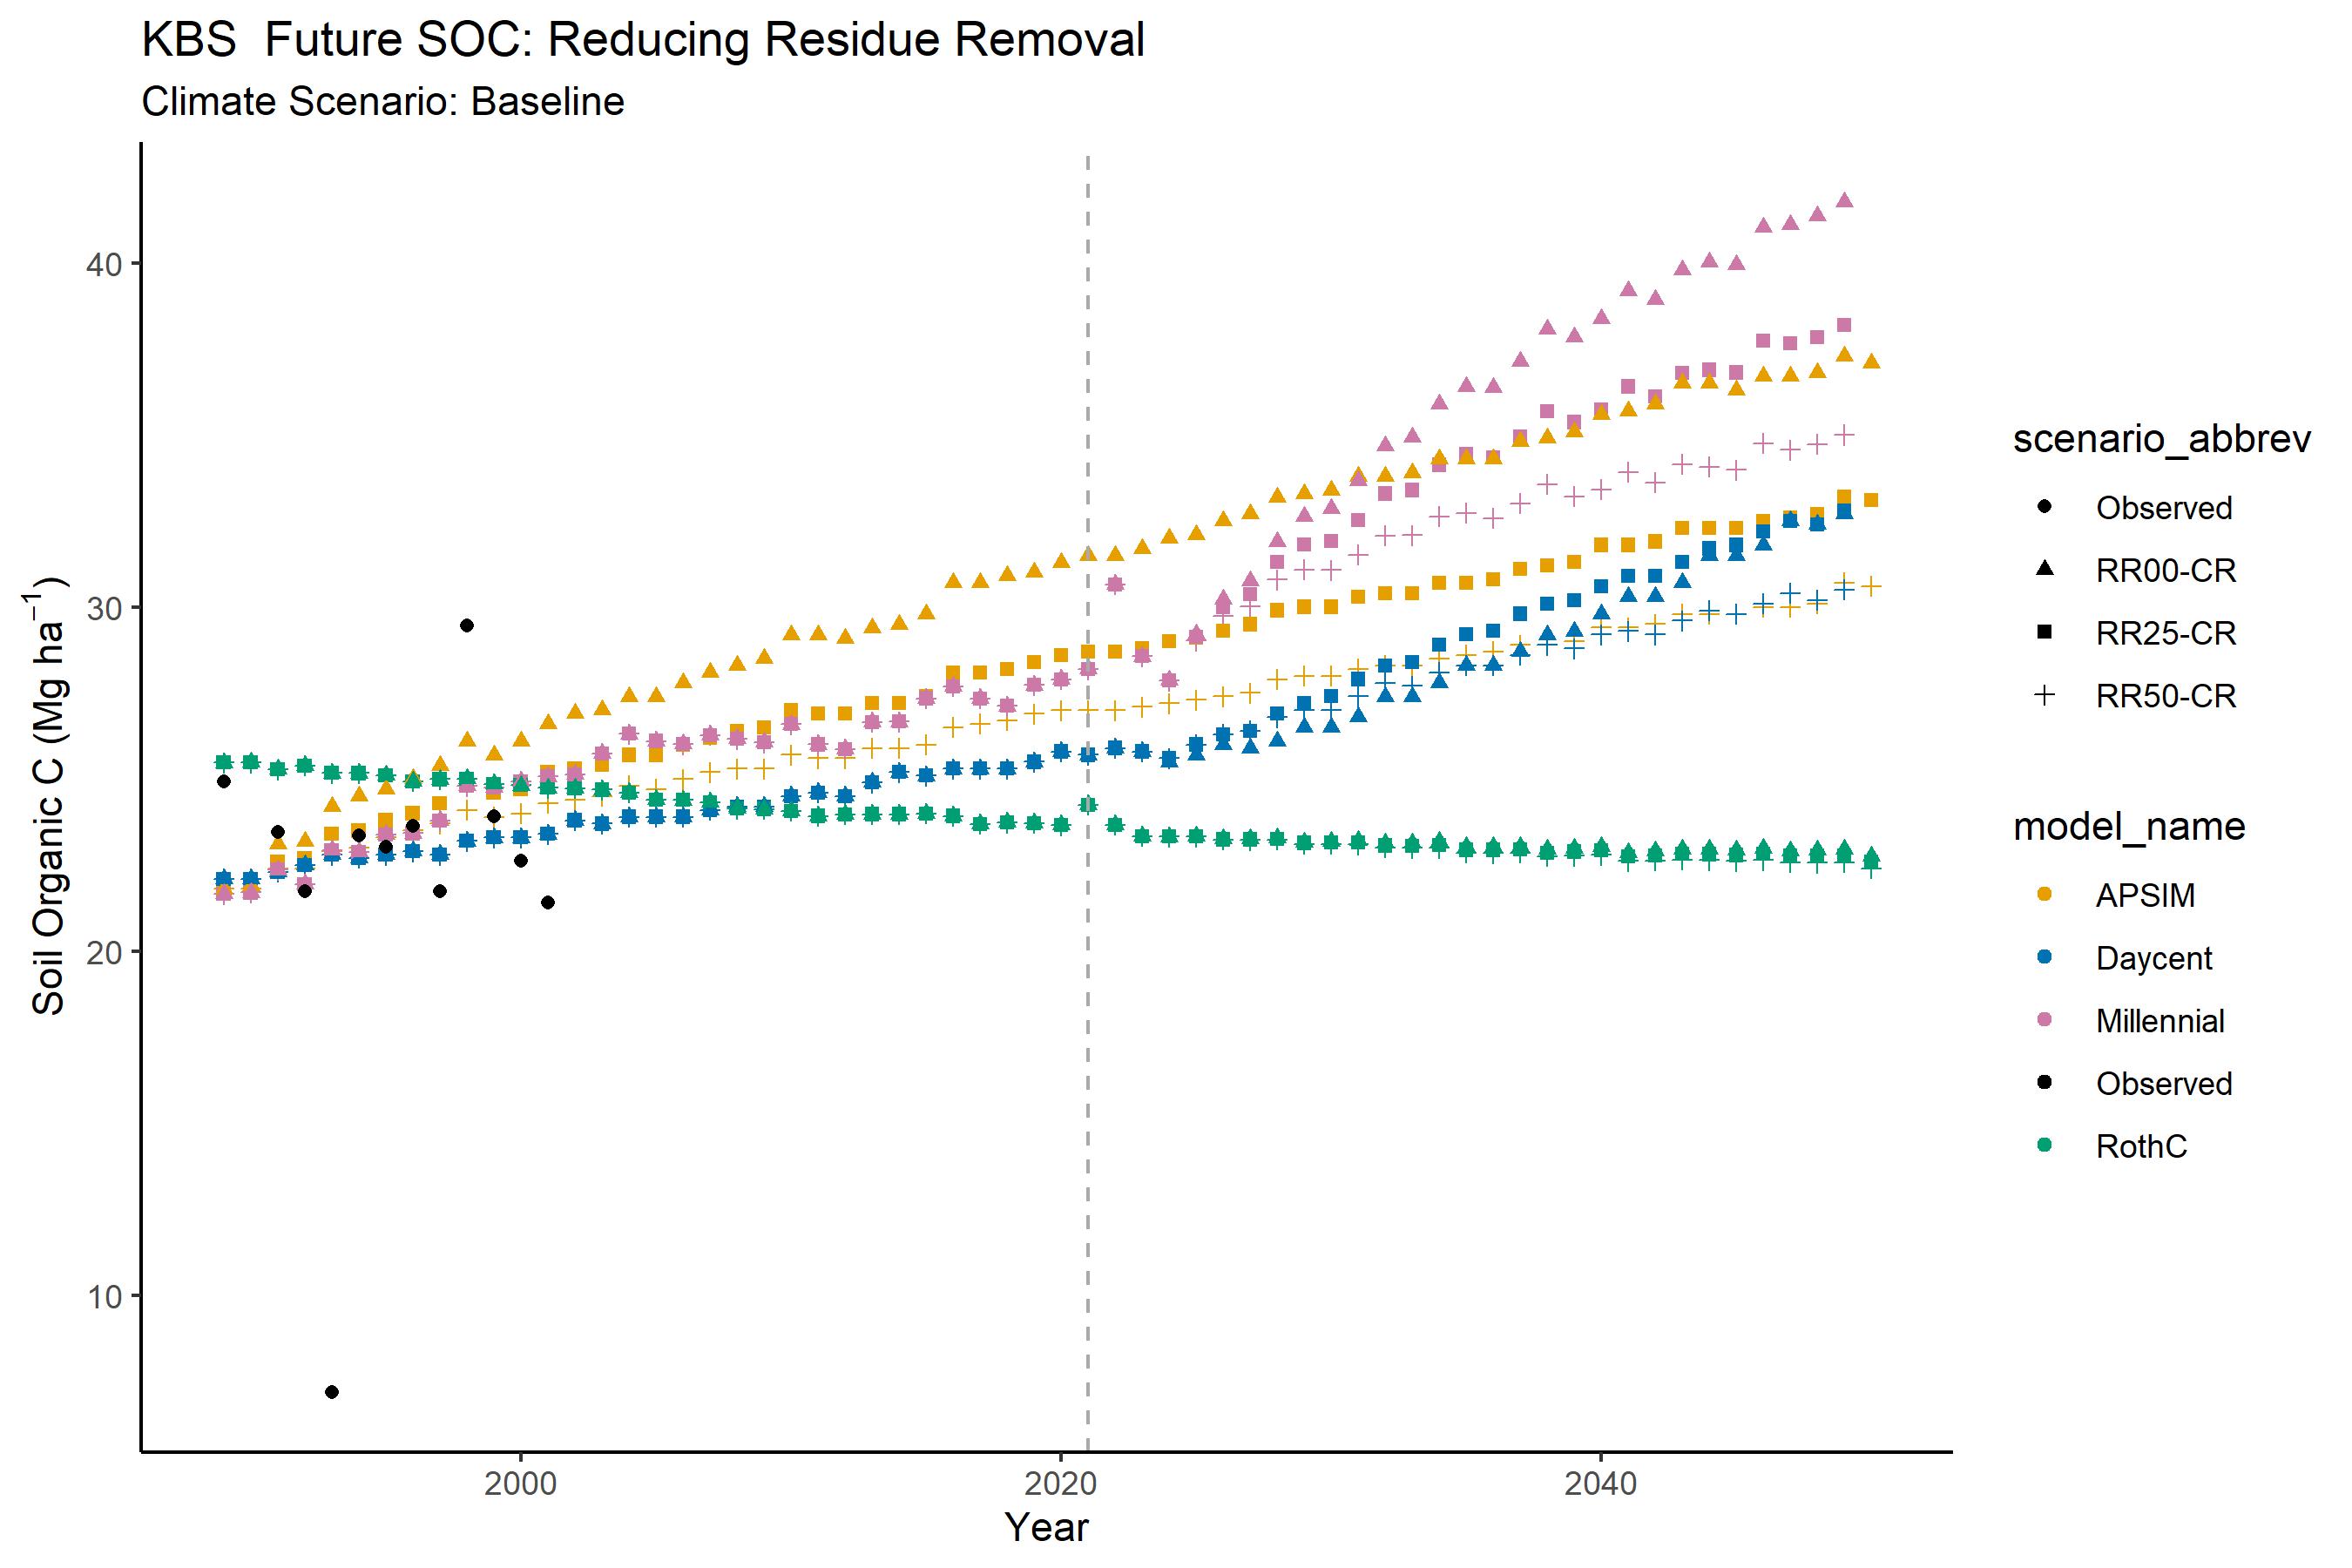 KBS  Future SOC: Reducing Residue Removal
Climate Scenario: Baseline
Soil Organic C (Mg ha⁻¹)
40
30
20
10
2000
2020
2040
Year
scenario_abbrev
Observed
RR00-CR
RR25-CR
RR50-CR
model_name
APSIM
Daycent
Millennial
Observed
RothC